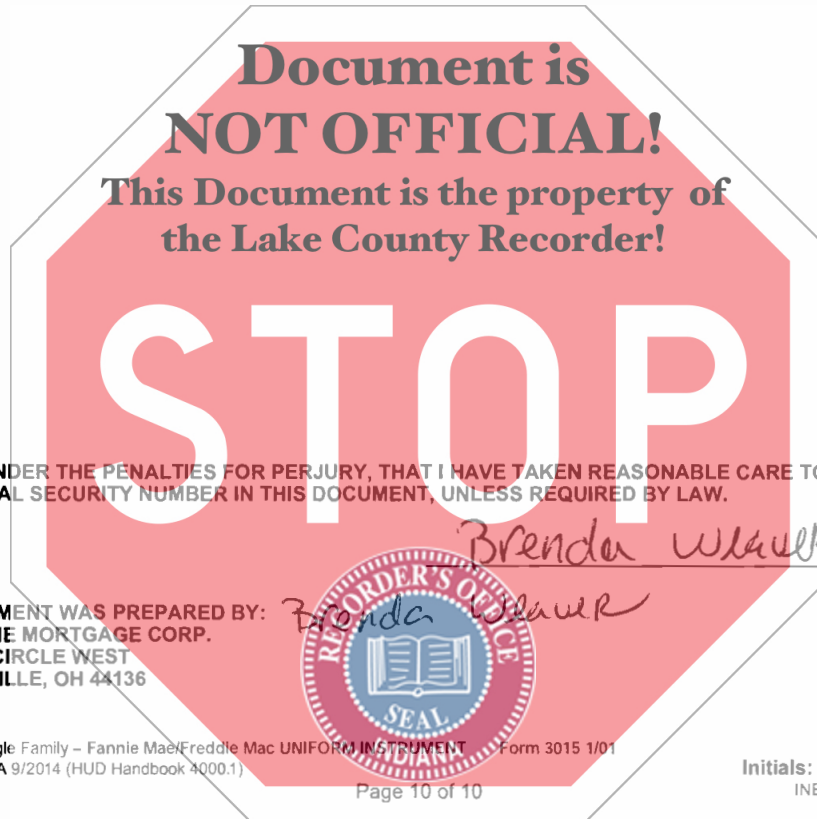 Document is
NOT OFFICIAL!
This Document is the property of
the Lake County Recorder!
STOP
NDER THE PENALTIES FOR PERJURY, THAT I HAVE TAKEN REASONABLE CARE TO
AL SECURITY NUMBER IN THIS DOCUMENT, UNLESS REQUIRED BY LAW.
Brenda Weaver
MENT WAS PREPARED BY: Brenda Weaver
E MORTGAGE CORP.
CIRCLE WEST
LLE, OH 44136
RECORDER'S OFFICE
SEAL
INDIANA
gle Family – Fannie Mae/Freddie Mac UNIFORM INSTRUMENT Form 3015 1/01
A 9/2014 (HUD Handbook 4000.1)
Initials:
INE
Page 10 of 10